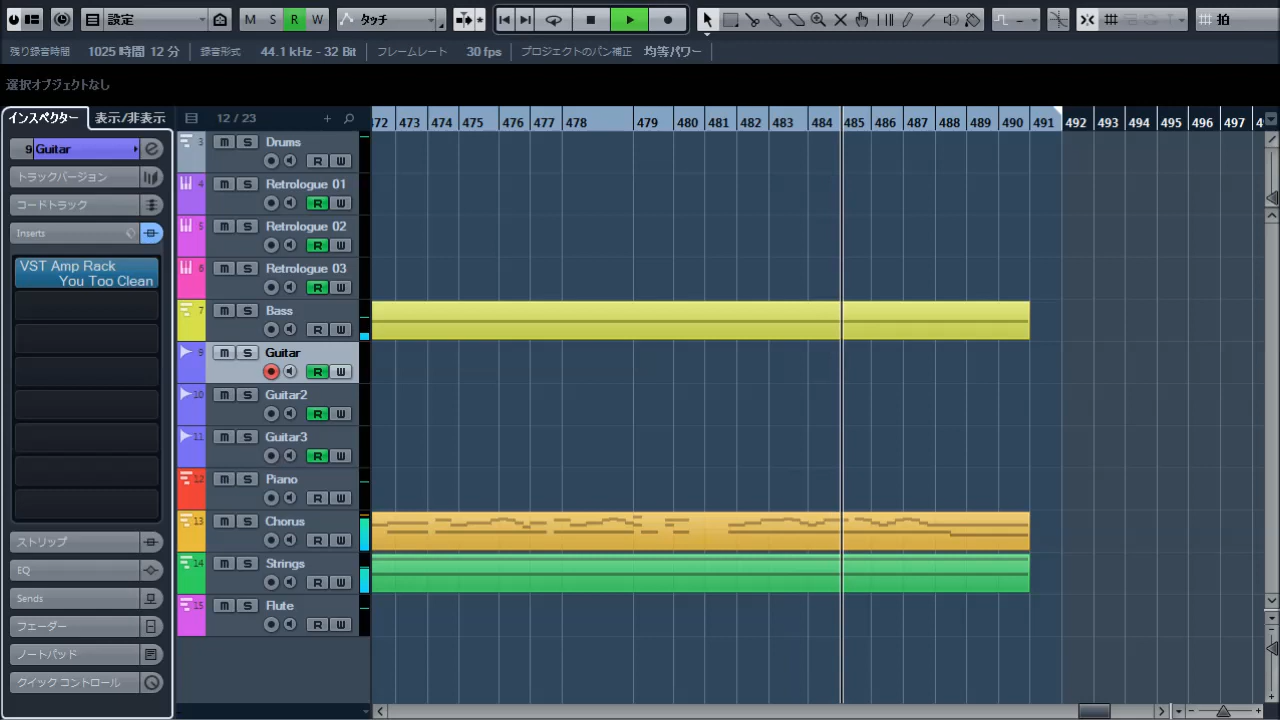 設定 M S R W タッチ 拍
残り録音時間 1025 時間 12 分 録音形式 44.1 kHz - 32 Bit フレームレート 30 fps プロジェクトのパン補正 均等パワー
選択オブジェクトなし
インスペクター 表示/非表示 12 / 23 472 473 474 475 476 477 478 479 480 481 482 483 484 485 486 487 488 489 490 491 492 493 494 495 496 497
9 Guitar
トラックバージョン
コードトラック
Inserts
VST Amp Rack
You Too Clean
ストリップ
EQ
Sends
フェーダー
ノートパッド
クイック コントロール
3 m S Drums
R W
4 m S Retrologue 01
R W
5 m S Retrologue 02
R W
6 m S Retrologue 03
R W
7 m S Bass
R W
9 m S Guitar
R W
10 m S Guitar2
R W
11 m S Guitar3
R W
12 m S Piano
R W
13 m S Chorus
R W
14 m S Strings
R W
15 m S Flute
R W